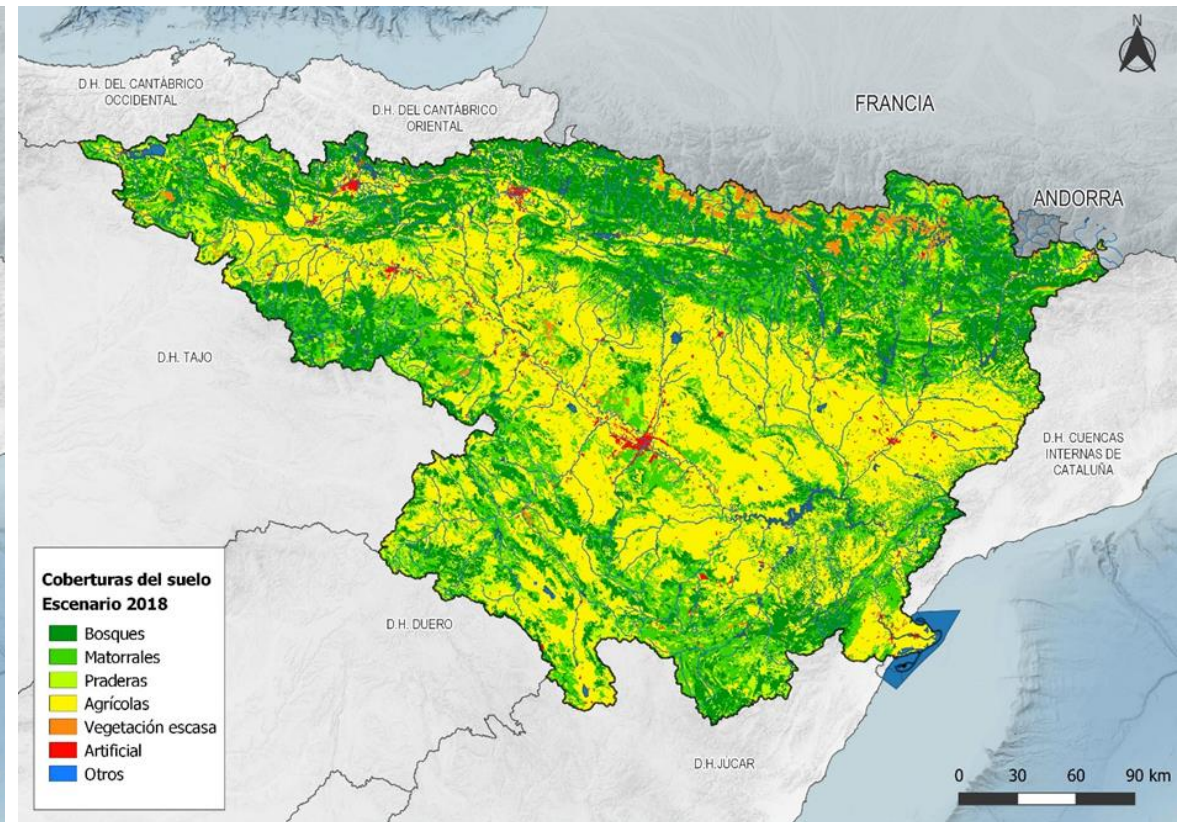 N
D.H. DEL CANTÁBRICO
OCCIDENTAL
D.H. DEL CANTÁBRICO
ORIENTAL
FRANCIA
ANDORRA
D.H. TAJO
D.H. CUENCAS
INTERNAS DE
CATALUÑA
D.H. DUERO
D.H.JÚCAR
Coberturas del suelo
Escenario 2018
Bosques
Matorrales
Praderas
Agrícolas
Vegetación escasa
Artificial
Otros
0 30 60 90 km